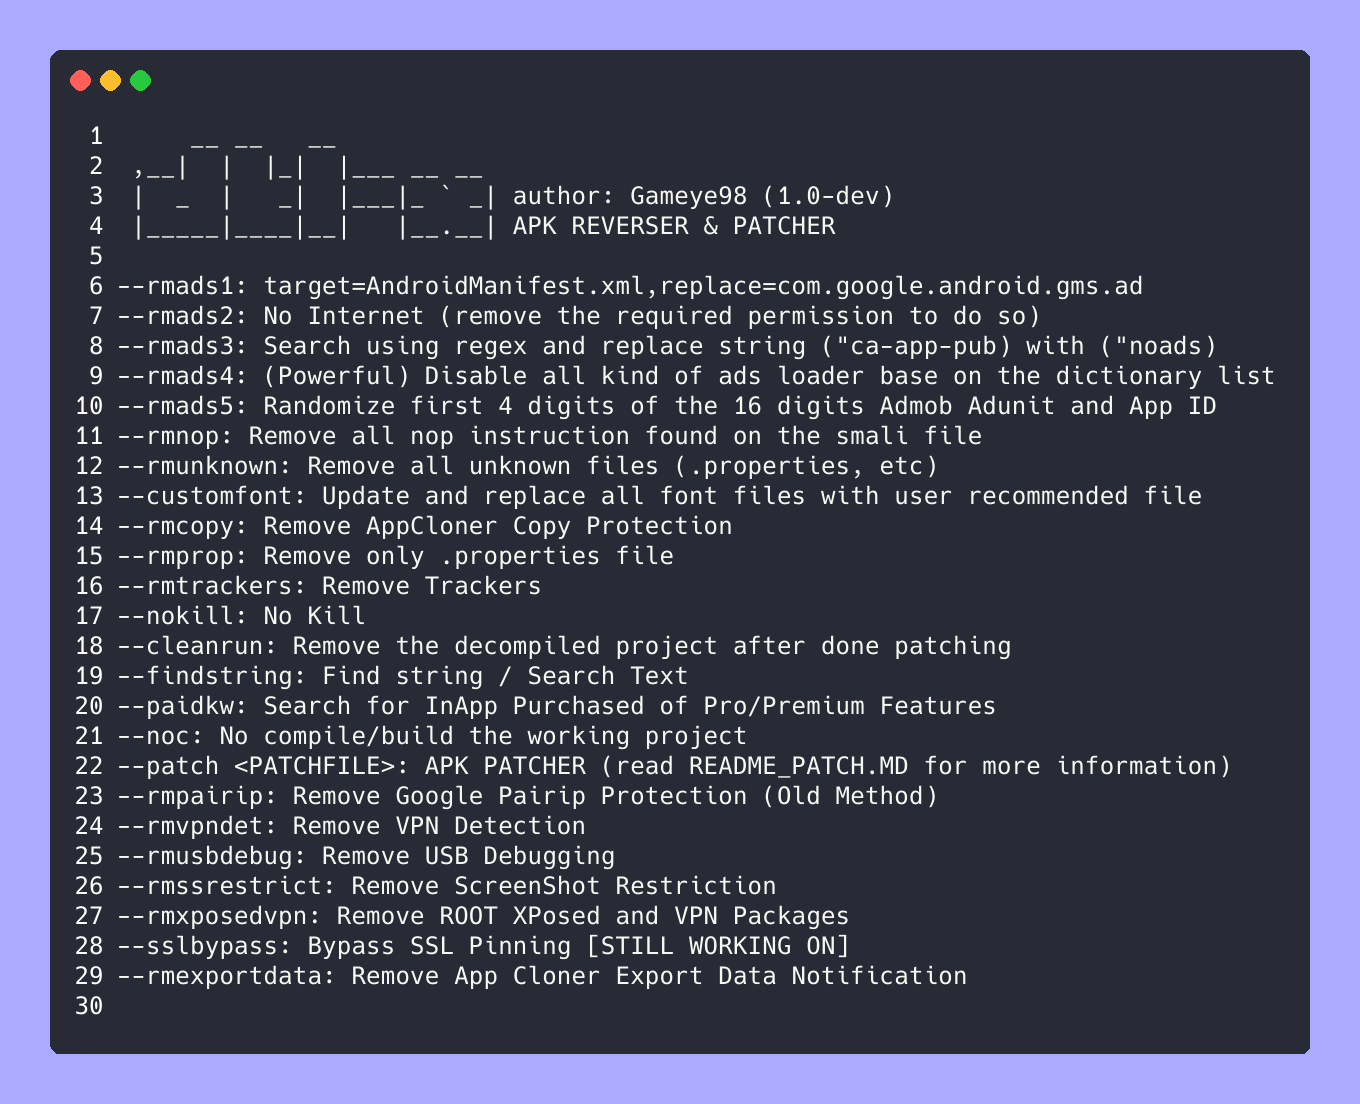 1      __ __   __
2  ,__|  |  |_|  |___ __ __
3  |  _  |   _|  |___|_ ` _| author: Gameye98 (1.0-dev)
4  |_____|____|__|   |__.__| APK REVERSER & PATCHER
5
6 --rmads1: target=AndroidManifest.xml,replace=com.google.android.gms.ad
7 --rmads2: No Internet (remove the required permission to do so)
8 --rmads3: Search using regex and replace string ("ca-app-pub) with ("noads)
9 --rmads4: (Powerful) Disable all kind of ads loader base on the dictionary list
10 --rmads5: Randomize first 4 digits of the 16 digits Admob Adunit and App ID
11 --rmnop: Remove all nop instruction found on the smali file
12 --rmunknown: Remove all unknown files (.properties, etc)
13 --customfont: Update and replace all font files with user recommended file
14 --rmcopy: Remove AppCloner Copy Protection
15 --rmprop: Remove only .properties file
16 --rmtrackers: Remove Trackers
17 --nokill: No Kill
18 --cleanrun: Remove the decompiled project after done patching
19 --findstring: Find string / Search Text
20 --paidkw: Search for InApp Purchased of Pro/Premium Features
21 --noc: No compile/build the working project
22 --patch <PATCHFILE>: APK PATCHER (read README_PATCH.MD for more information)
23 --rmpairip: Remove Google Pairip Protection (Old Method)
24 --rmvpndet: Remove VPN Detection
25 --rmusbdebug: Remove USB Debugging
26 --rmssrestrict: Remove ScreenShot Restriction
27 --rmxposedvpn: Remove ROOT XPosed and VPN Packages
28 --sslbypass: Bypass SSL Pinning [STILL WORKING ON]
29 --rmexportdata: Remove App Cloner Export Data Notification
30